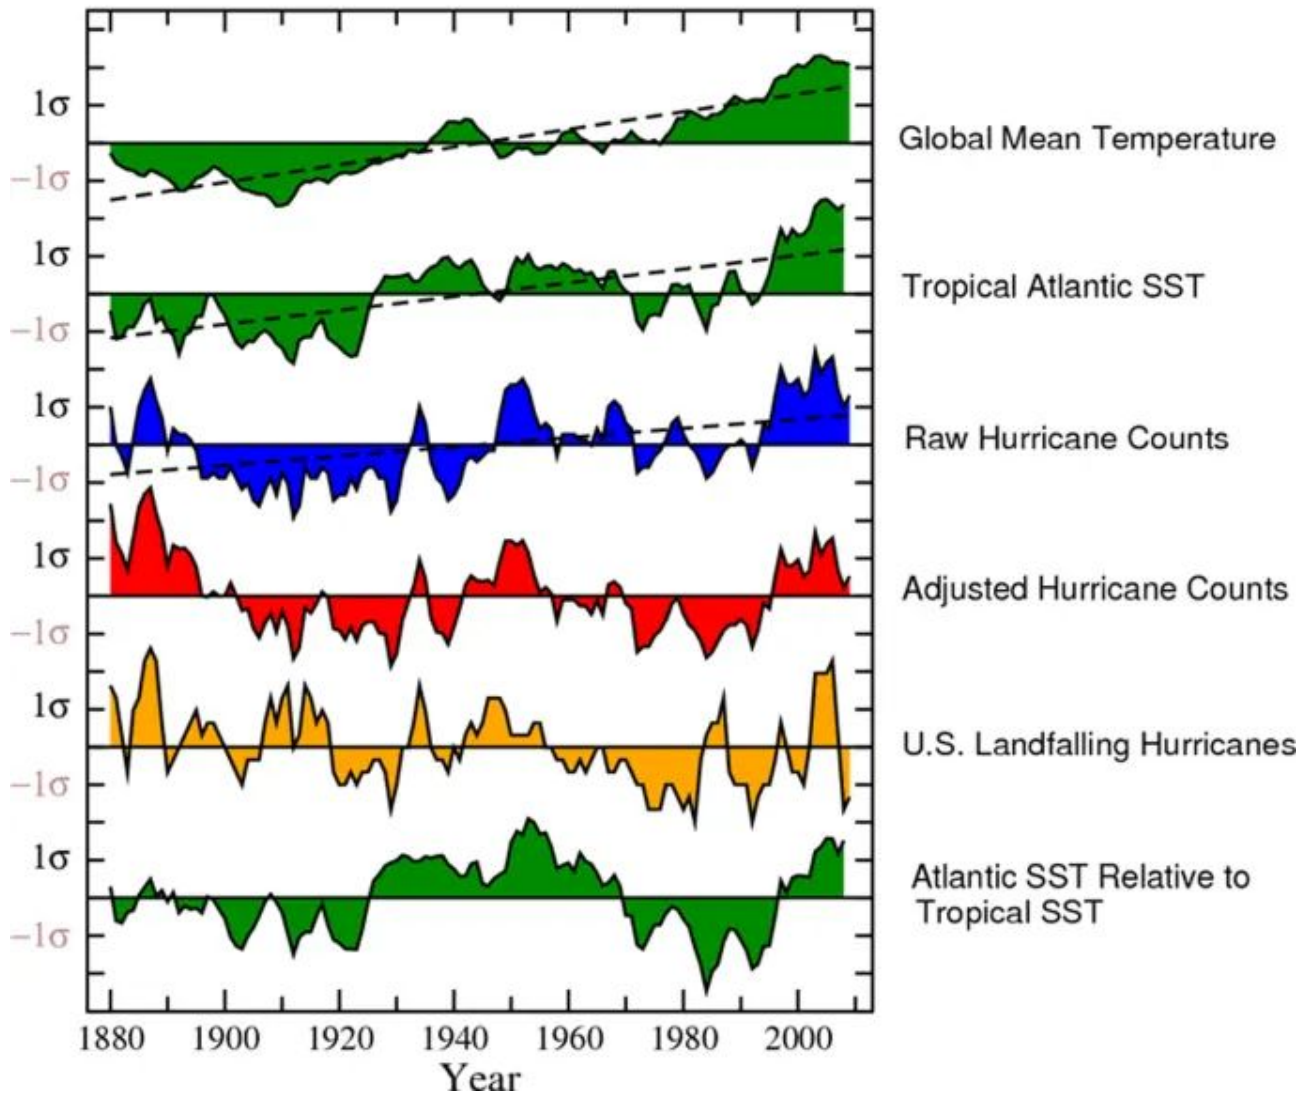 1σ
Global Mean Temperature
−1σ
1σ
Tropical Atlantic SST
−1σ
1σ
Raw Hurricane Counts
−1σ
1σ
Adjusted Hurricane Counts
−1σ
1σ
U.S. Landfalling Hurricanes
−1σ
1σ
Atlantic SST Relative to
Tropical SST
−1σ
1880 1900 1920 1940 1960 1980 2000
Year